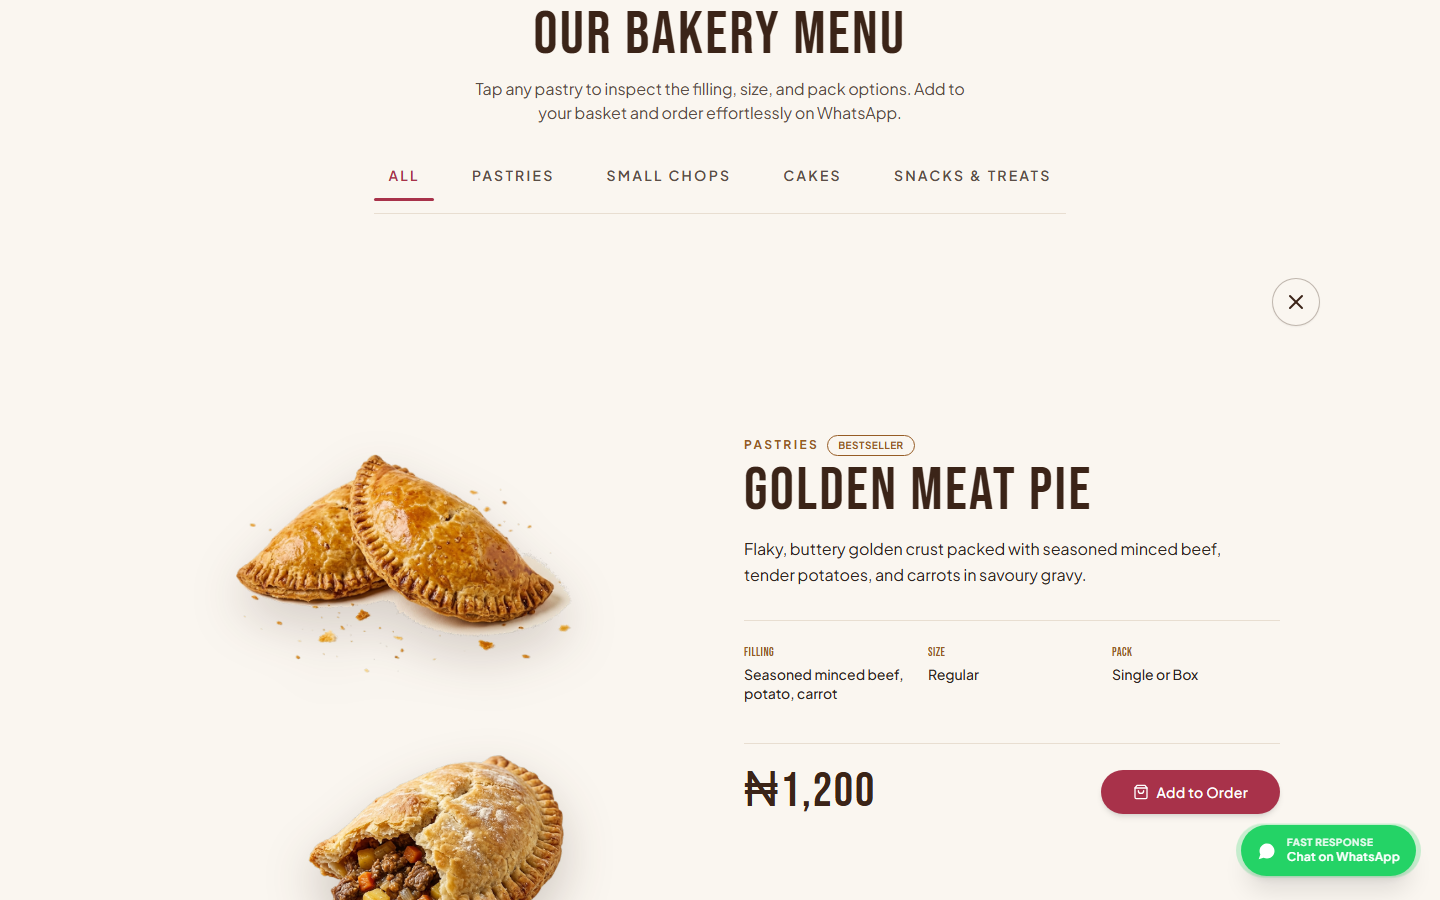 OUR BAKERY MENU
Tap any pastry to inspect the filling, size, and pack options. Add to
your basket and order effortlessly on WhatsApp.
ALL
PASTRIES
SMALL CHOPS
CAKES
SNACKS & TREATS
PASTRIES
BESTSELLER
GOLDEN MEAT PIE
Flaky, buttery golden crust packed with seasoned minced beef,
tender potatoes, and carrots in savoury gravy.
FILLING
Seasoned minced beef,
potato, carrot
SIZE
Regular
PACK
Single or Box
₦1,200
Add to Order
FAST RESPONSE
Chat on WhatsApp